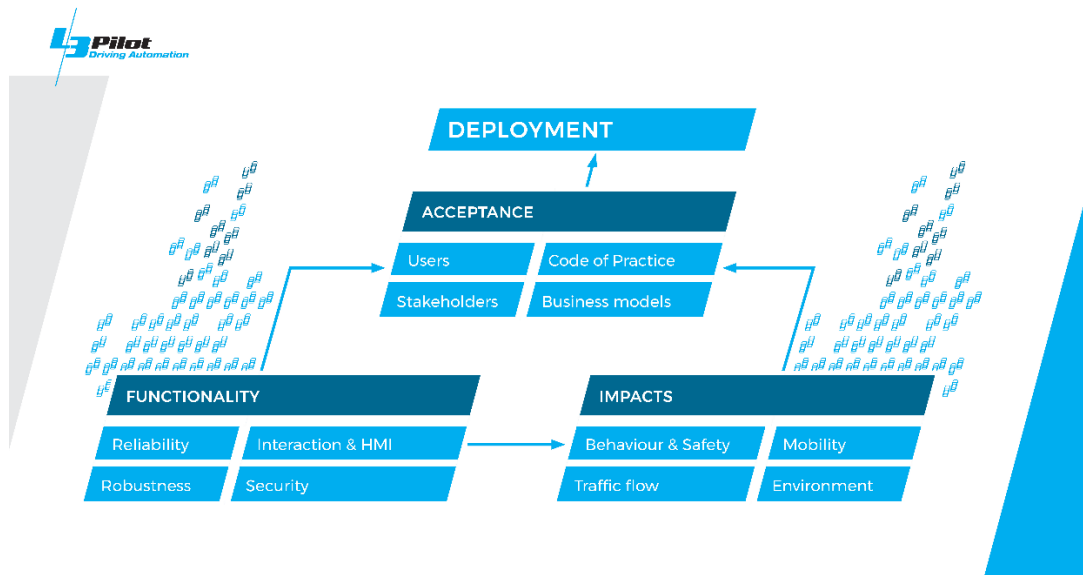 L3Pilot
Driving Automation
DEPLOYMENT
ACCEPTANCE
Users
Code of Practice
Stakeholders
Business models
FUNCTIONALITY
Reliability
Interaction & HMI
Robustness
Security
IMPACTS
Behaviour & Safety
Mobility
Traffic flow
Environment